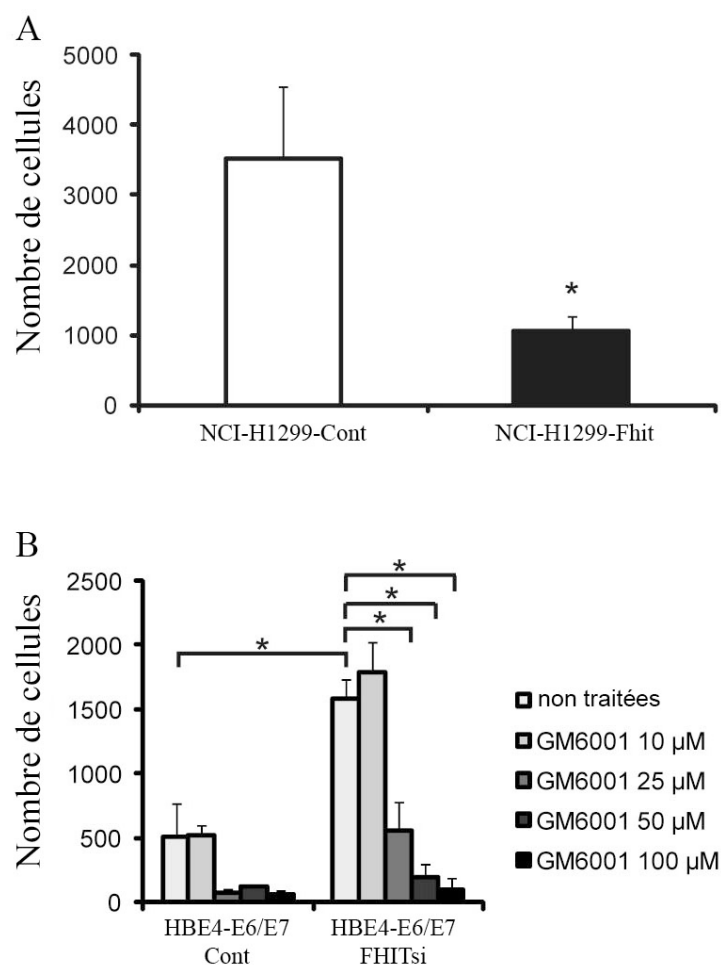 A
Nombre de cellules
5000
4000
3000
2000
1000
0
*
NCI-H1299-Cont
NCI-H1299-Fhit
B
Nombre de cellules
2500
2000
1500
1000
500
0
*
*
*
*
non traitées
GM6001 10 µM
GM6001 25 µM
GM6001 50 µM
GM6001 100 µM
HBE4-E6/E7
Cont
HBE4-E6/E7
FHITsi